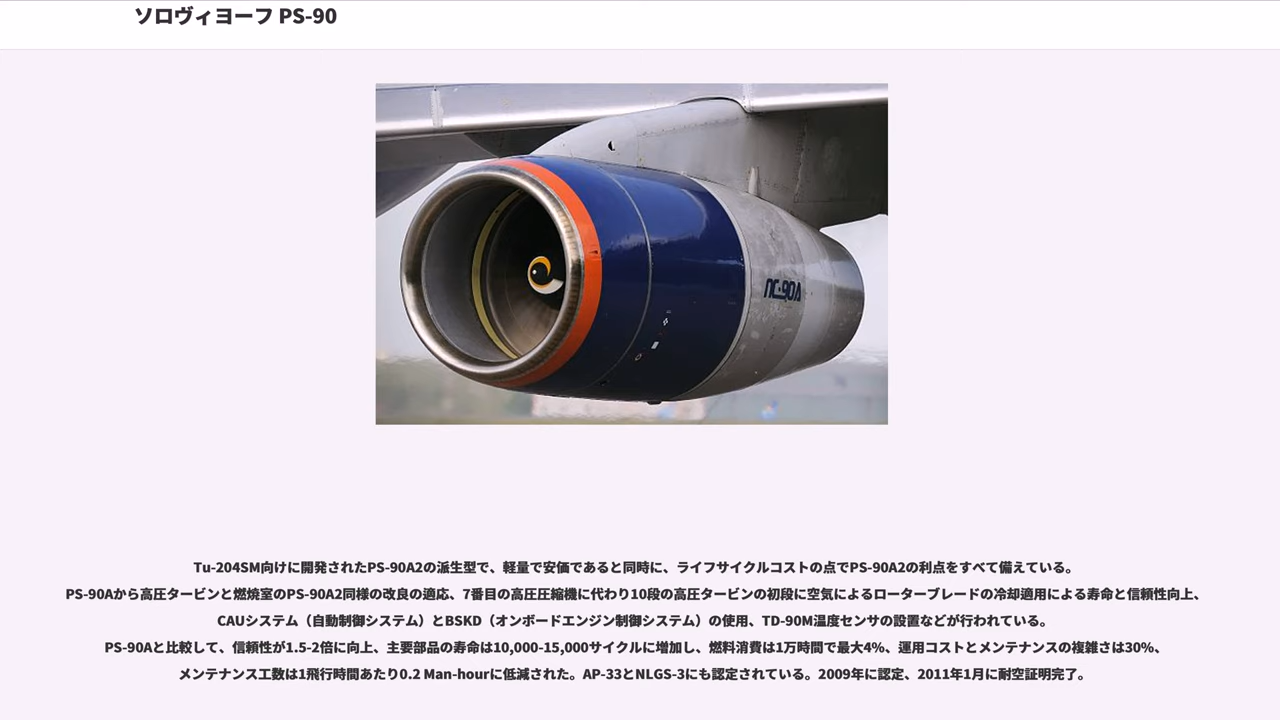 ソロヴィヨーフ PS-90
ПС-90А
Tu-204SM向けに開発されたPS-90A2の派生型で、軽量で安価であると同時に、ライフサイクルコストの点でPS-90A2の利点をすべて備えている。
PS-90Aから高圧タービンと燃焼室のPS-90A2同様の改良の適応、7番目の高圧圧縮機に代わり10段の高圧タービンの初段に空気によるローターブレードの冷却適用による寿命と信頼性向上、
CAUシステム（自動制御システム）とBSKD（オンボードエンジン制御システム）の使用、TD-90M温度センサの設置などが行われている。
PS-90Aと比較して、信頼性が1.5-2倍に向上、主要部品の寿命は10,000-15,000サイクルに増加し、燃料消費は1万時間で最大4%、運用コストとメンテナンスの複雑さは30%、
メンテナンス工数は1飛行時間あたり0.2 Man-hourに低減された。AP-33とNLGS-3にも認定されている。2009年に認定、2011年1月に耐空証明完了。